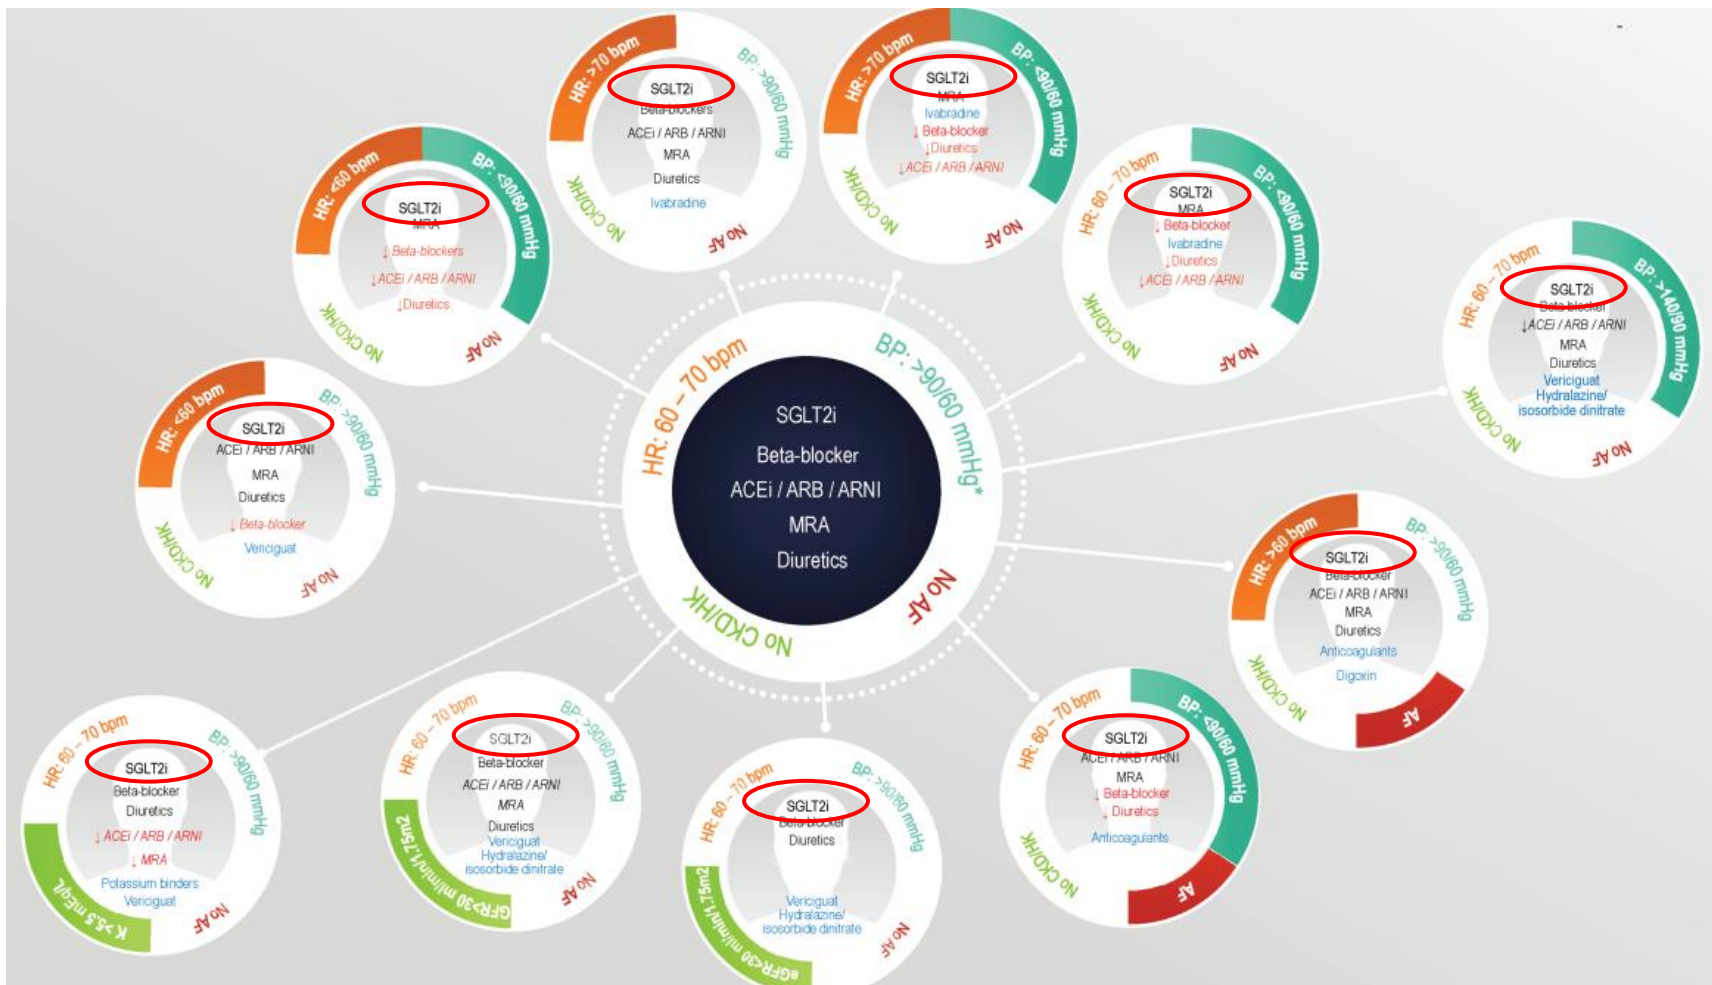 HR: >70 bpm
BP: >90/60 mmHg
SGLT2i
Beta-blockers
ACEi / ARB / ARNI
MRA
Diuretics
Ivabradine
No CKD/HK
No AF
HR: >70 bpm
BP: <90/60 mmHg
SGLT2i
MRA
Ivabradine
↓ Beta-blocker
↓Diuretics
↓ACEi / ARB / ARNI
No CKD/HK
No AF
HR: <60 bpm
BP: <90/60 mmHg
SGLT2i
MRA
↓ Beta-blockers
↓ACEi / ARB / ARNI
↓Diuretics
No CKD/HK
No AF
HR: 60 – 70 bpm
BP: <90/60 mmHg
SGLT2i
MRA
↓ Beta-blocker
Ivabradine
↓Diuretics
↓ACEi / ARB / ARNI
No CKD/HK
No AF
HR: 60 – 70 bpm
BP: >140/90 mmHg
SGLT2i
Beta-blocker
↓ACEi / ARB / ARNI
MRA
Diuretics
Vericiguat
Hydralazine/
isosorbide dinitrate
No CKD/HK
No AF
HR: <60 bpm
BP: >90/60 mmHg
SGLT2i
ACEi / ARB / ARNI
MRA
Diuretics
↓ Beta-blocker
Vericiguat
No CKD/HK
No AF
HR: 60 – 70 bpm
BP: >90/60 mmHg*
SGLT2i
Beta-blocker
ACEi / ARB / ARNI
MRA
Diuretics
No CKD/HK
No AF
HR: >60 bpm
BP: >90/60 mmHg
SGLT2i
Beta-blocker
ACEi / ARB / ARNI
MRA
Diuretics
Anticoagulants
Digoxin
No CKD/HK
AF
HR: 60 – 70 bpm
BP: >90/60 mmHg
SGLT2i
Beta-blocker
Diuretics
↓ ACEi / ARB / ARNI
↓ MRA
Potassium binders
Vericiguat
K >5.5 mEq/L
No AF
HR: 60 – 70 bpm
BP: >90/60 mmHg
SGLT2i
Beta-blocker
ACEi / ARB / ARNI
MRA
Diuretics
Vericiguat
Hydralazine/
isosorbide dinitrate
GFR>30 ml/min/1.75m2
No AF
HR: 60 – 70 bpm
BP: >90/60 mmHg
SGLT2i
Beta-blocker
Diuretics
Vericiguat
Hydralazine/
isosorbide dinitrate
eGFR<30 ml/min/1.75m2
No AF
HR: 60 – 70 bpm
BP: <90/60 mmHg
SGLT2i
ACEi / ARB / ARNI
MRA
↓ Beta-blocker
↓ Diuretics
Anticoagulants
No CKD/HK
AF